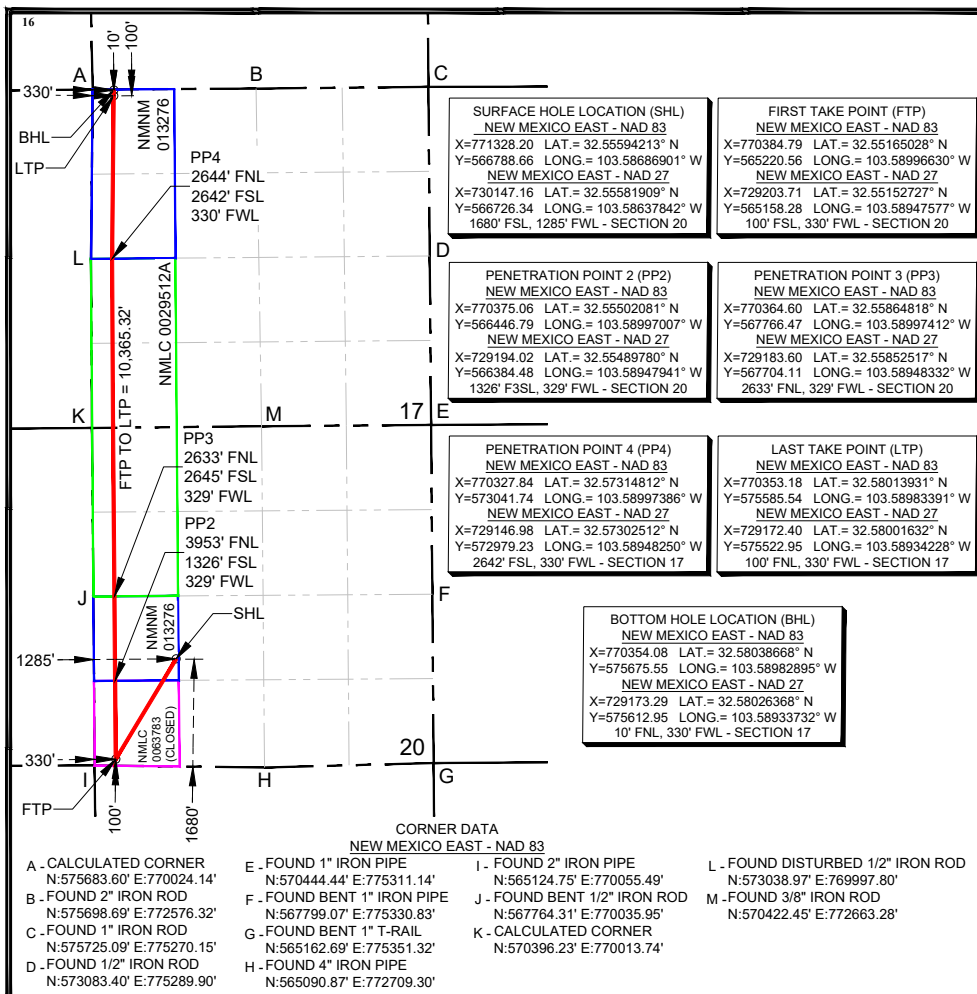 16
10'
100'
A
B
C
330'
BHL
LTP
NMNM
013276
PP4
2644' FNL
2642' FSL
330' FWL
L
D
FTP TO LTP = 10,365.32'
NMLC 0029512A
K
M
17
E
PP3
2633' FNL
2645' FSL
329' FWL
PP2
3953' FNL
1326' FSL
329' FWL
J
F
NMNM
013276
SHL
1285'
NMLC
0063783
(CLOSED)
20
330'
I
H
G
FTP
100'
1680'
SURFACE HOLE LOCATION (SHL)
NEW MEXICO EAST - NAD 83
X=771328.20 LAT.= 32.55594213° N
Y=566788.66 LONG.= 103.58686901° W
NEW MEXICO EAST - NAD 27
X=730147.16 LAT.= 32.55581909° N
Y=566726.34 LONG.= 103.58637842° W
1680' FSL, 1285' FWL - SECTION 20
FIRST TAKE POINT (FTP)
NEW MEXICO EAST - NAD 83
X=770384.79 LAT.= 32.55165028° N
Y=565220.56 LONG.= 103.58996630° W
NEW MEXICO EAST - NAD 27
X=729203.71 LAT.= 32.55152727° N
Y=565158.28 LONG.= 103.58947577° W
100' FSL, 330' FWL - SECTION 20
PENETRATION POINT 2 (PP2)
NEW MEXICO EAST - NAD 83
X=770375.06 LAT.= 32.55502081° N
Y=566446.79 LONG.= 103.58997007° W
NEW MEXICO EAST - NAD 27
X=729194.02 LAT.= 32.55489780° N
Y=566384.48 LONG.= 103.58947941° W
1326' F3SL, 329' FWL - SECTION 20
PENETRATION POINT 3 (PP3)
NEW MEXICO EAST - NAD 83
X=770364.60 LAT.= 32.55864818° N
Y=567766.47 LONG.= 103.58997412° W
NEW MEXICO EAST - NAD 27
X=729183.60 LAT.= 32.55852517° N
Y=567704.11 LONG.= 103.58948332° W
2633' FNL, 329' FWL - SECTION 20
PENETRATION POINT 4 (PP4)
NEW MEXICO EAST - NAD 83
X=770327.84 LAT.= 32.57314812° N
Y=573041.74 LONG.= 103.58997386° W
NEW MEXICO EAST - NAD 27
X=729146.98 LAT.= 32.57302512° N
Y=572979.23 LONG.= 103.58948250° W
2642' FSL, 330' FWL - SECTION 17
LAST TAKE POINT (LTP)
NEW MEXICO EAST - NAD 83
X=770353.18 LAT.= 32.58013931° N
Y=575585.54 LONG.= 103.58983391° W
NEW MEXICO EAST - NAD 27
X=729172.40 LAT.= 32.58001632° N
Y=575522.95 LONG.= 103.58934228° W
100' FNL, 330' FWL - SECTION 17
BOTTOM HOLE LOCATION (BHL)
NEW MEXICO EAST - NAD 83
X=770354.08 LAT.= 32.58038668° N
Y=575675.55 LONG.= 103.58982895° W
NEW MEXICO EAST - NAD 27
X=729173.29 LAT.= 32.58026368° N
Y=575612.95 LONG.= 103.58933732° W
10' FNL, 330' FWL - SECTION 17
CORNER DATA
NEW MEXICO EAST - NAD 83
A - CALCULATED CORNER
N:575683.60' E:770024.14'
B - FOUND 2" IRON ROD
N:575698.69' E:772576.32'
C - FOUND 1" IRON ROD
N:575725.09' E:775270.15'
D - FOUND 1/2" IRON ROD
N:573083.40' E:775289.90'
E - FOUND 1" IRON PIPE
N:570444.44' E:775311.14'
F - FOUND BENT 1" IRON PIPE
N:567799.07' E:775330.83'
G - FOUND BENT 1" T-RAIL
N:565162.69' E:775351.32'
H - FOUND 4" IRON PIPE
N:565090.87' E:772709.30'
I - FOUND 2" IRON PIPE
N:565124.75' E:770055.49'
J - FOUND BENT 1/2" IRON ROD
N:567764.31' E:770035.95'
K - CALCULATED CORNER
N:570396.23' E:770013.74'
L - FOUND DISTURBED 1/2" IRON ROD
N:573038.97' E:769997.80'
M - FOUND 3/8" IRON ROD
N:570422.45' E:772663.28'